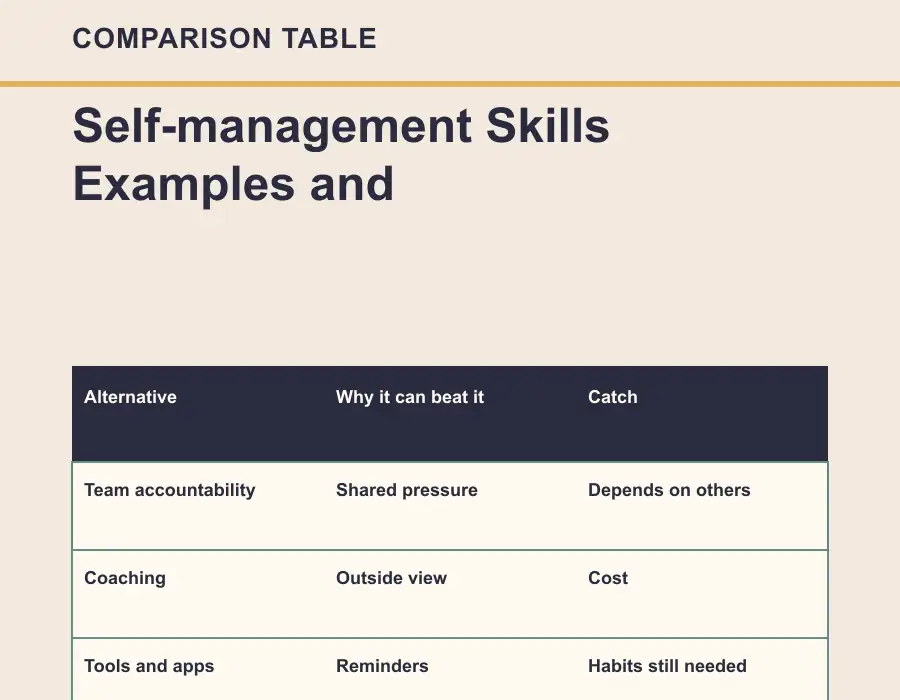 COMPARISON TABLE
Self-management Skills
Examples and
Alternative Why it can beat it Catch
Team accountability Shared pressure Depends on others
Coaching Outside view Cost
Tools and apps Reminders Habits still needed